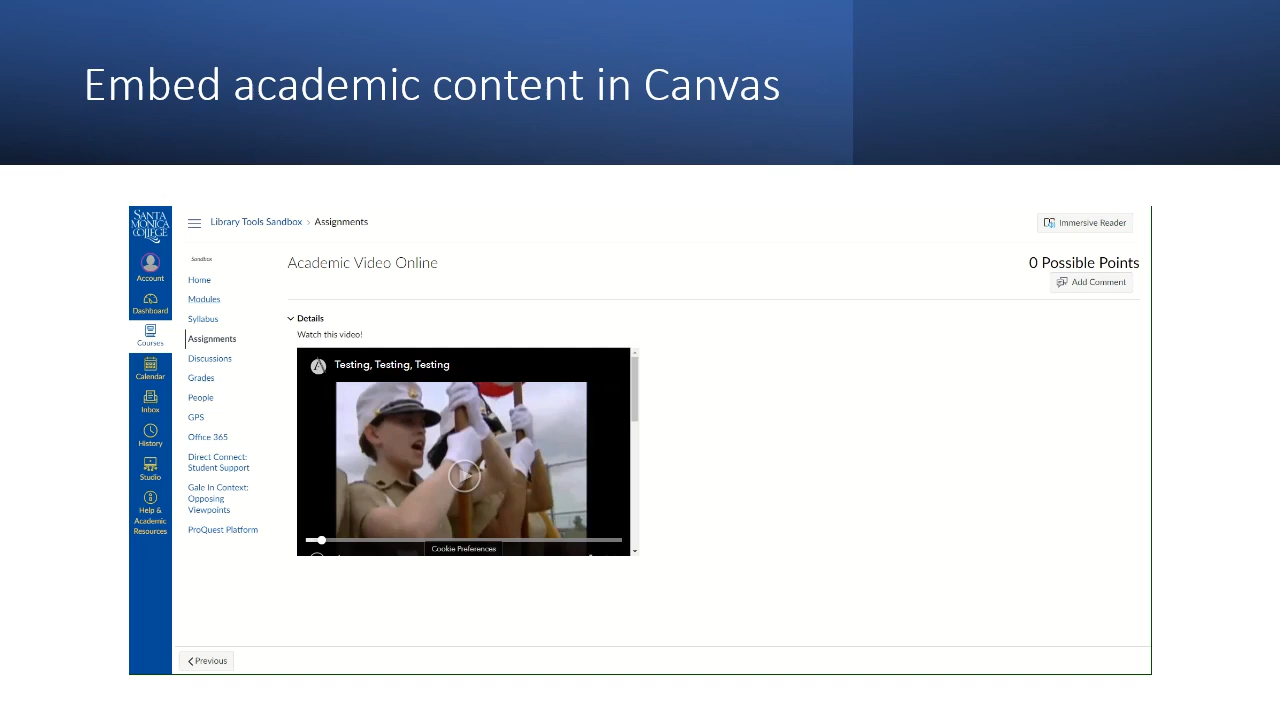 Embed academic content in Canvas
SANTA
MONICA
COLLEGE
Library Tools Sandbox › Assignments
Immersive Reader
Account
Dashboard
Courses
Calendar
Inbox
History
Studio
Help &
Academic
Resources
Sandbox
Home
Modules
Syllabus
Assignments
Discussions
Grades
People
GPS
Office 365
Direct Connect:
Student Support
Gale In Context:
Opposing
Viewpoints
ProQuest Platform
Academic Video Online
0 Possible Points
Add Comment
Details
Watch this video!
Testing, Testing, Testing
Cookie Preferences
Previous